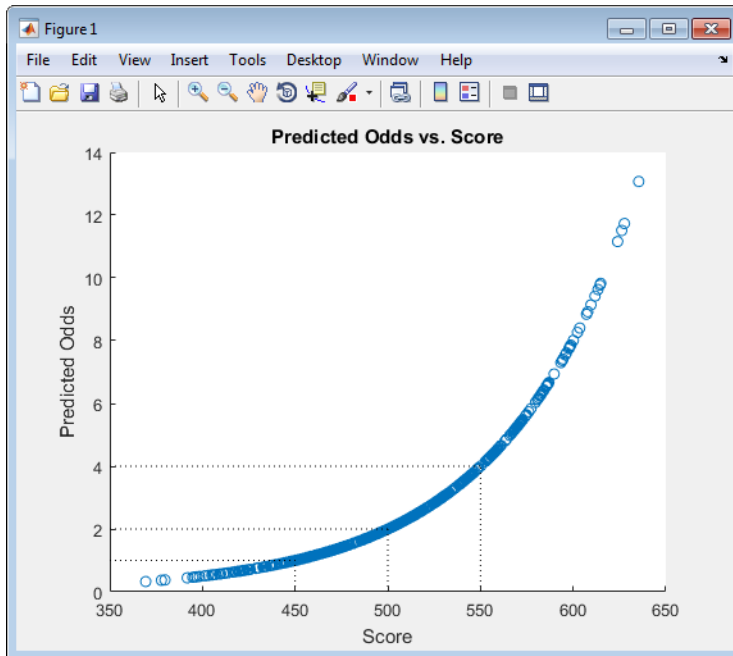 Figure 1
File Edit View Insert Tools Desktop Window Help
Predicted Odds vs. Score
14
12
10
8
6
4
2
0
Predicted Odds
350 400 450 500 550 600 650
Score